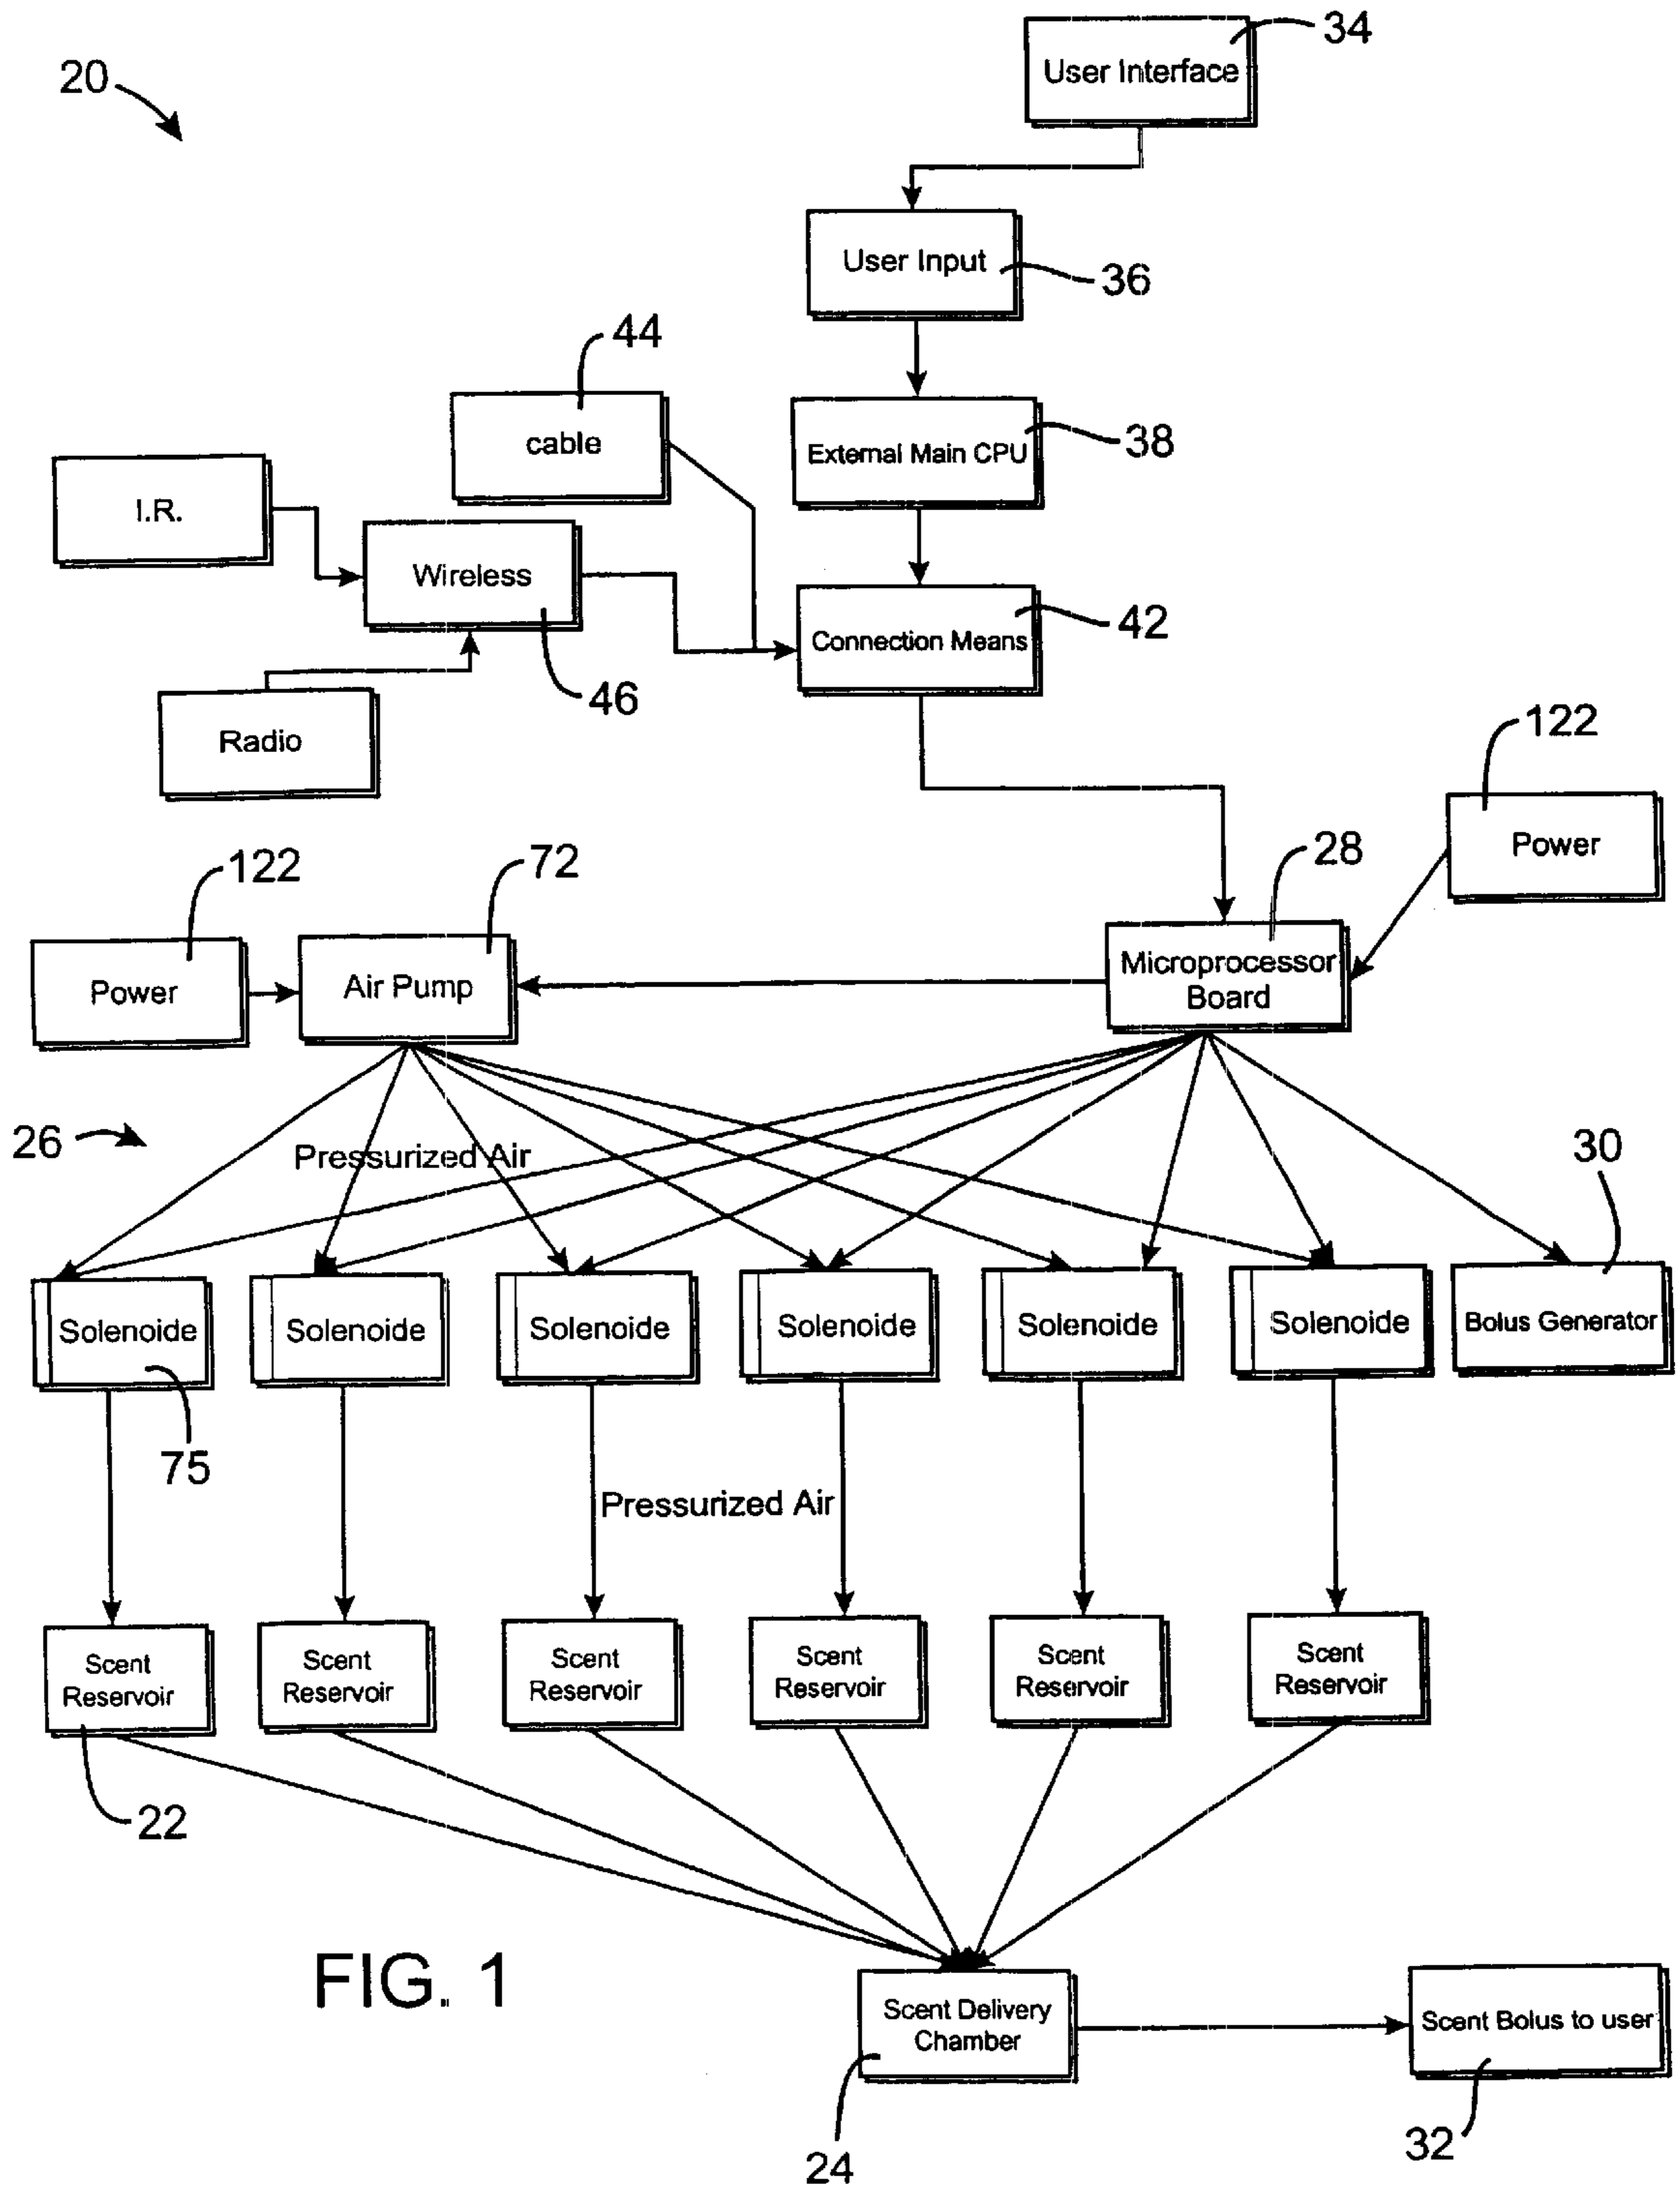 34
User Interface
20
User Input
36
44
cable
External Main CPU
38
I.R.
Wireless
Connection Means
42
46
Radio
122
Power
122
72
28
Power
Air Pump
Microprocessor
Board
26
Pressurized Air
30
Solenoide
Solenoide
Solenoide
Solenoide
Solenoide
Solenoide
Bolus Generator
75
Pressurized Air
Scent
Reservoir
Scent
Reservoir
Scent
Reservoir
Scent
Reservoir
Scent
Reservoir
Scent
Reservoir
22
FIG. 1
Scent Delivery
Chamber
Scent Bolus to user
24
32